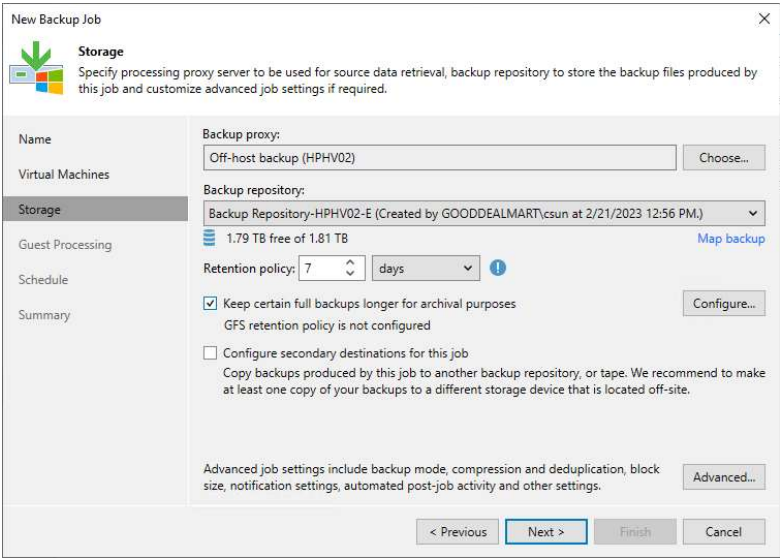 New Backup Job
Storage
Specify processing proxy server to be used for source data retrieval, backup repository to store the backup files produced by
this job and customize advanced job settings if required.
Name
Virtual Machines
Storage
Guest Processing
Schedule
Summary
Backup proxy:
Off-host backup (HPHV02)
Choose...
Backup repository:
Backup Repository-HPHV02-E (Created by GOODDEALMART\csun at 2/21/2023 12:56 PM.)
1.79 TB free of 1.81 TB
Map backup
Retention policy: 7 days
Keep certain full backups longer for archival purposes
Configure...
GFS retention policy is not configured
Configure secondary destinations for this job
Copy backups produced by this job to another backup repository, or tape. We recommend to make
at least one copy of your backups to a different storage device that is located off-site.
Advanced job settings include backup mode, compression and deduplication, block
size, notification settings, automated post-job activity and other settings.
Advanced...
< Previous
Next >
Finish
Cancel